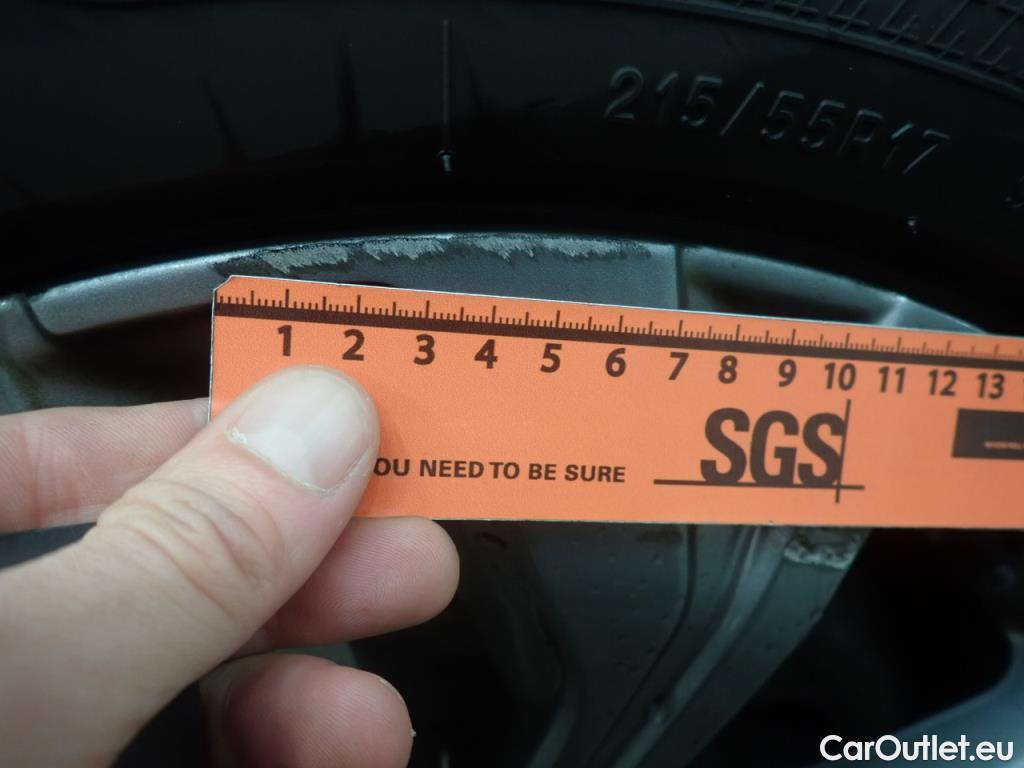 215/55R17
1 2 3 4 5 6 7 8 9 10 11 12 13
OU NEED TO BE SURE
SGS
CarOutlet.eu